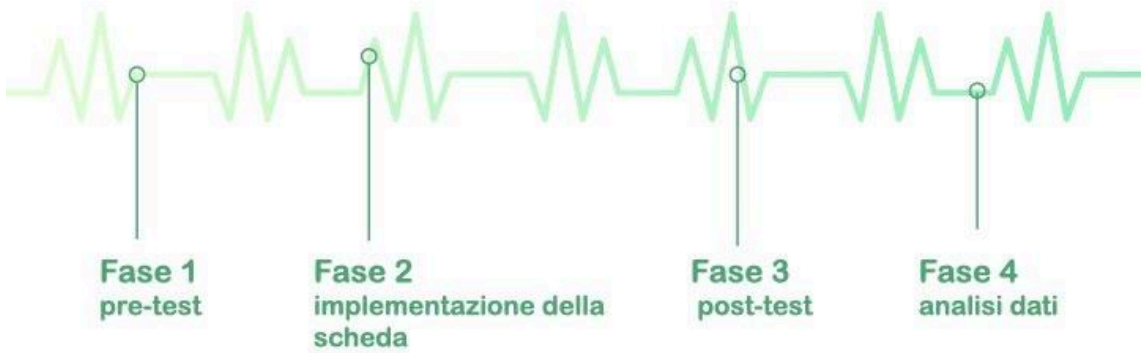 Fase 1
pre-test
Fase 2
implementazione della
scheda
Fase 3
post-test
Fase 4
analisi dati